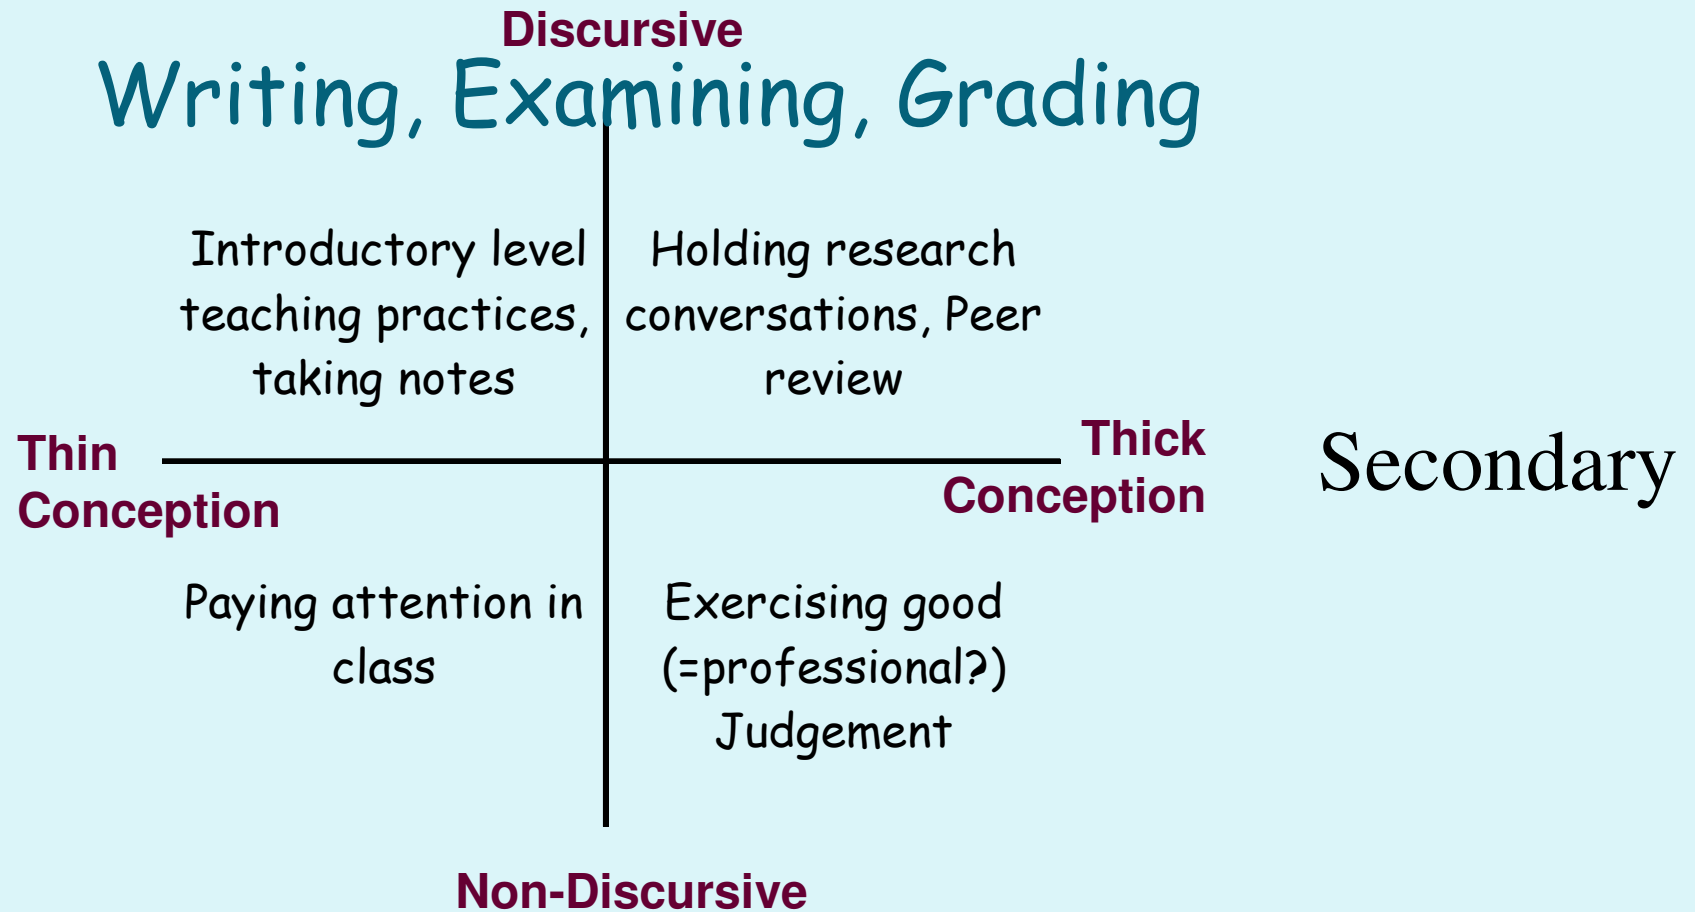 Discursive
Writing, Examining, Grading
Introductory level
teaching practices,
taking notes
Holding research
conversations, Peer
review
Thin
Conception
Thick
Conception
Secondary
Paying attention in
class
Exercising good
(=professional?)
Judgement
Non-Discursive